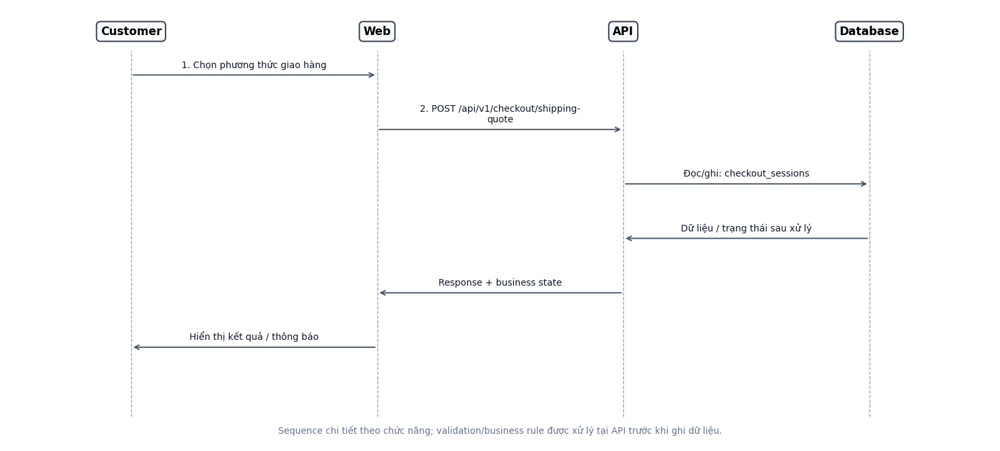 Customer
Web
API
Database
1. Chọn phương thức giao hàng
2. POST /api/v1/checkout/shipping-
quote
Đọc/ghi: checkout_sessions
Dữ liệu / trạng thái sau xử lý
Response + business state
Hiển thị kết quả / thông báo
Sequence chi tiết theo chức năng; validation/business rule được xử lý tại API trước khi ghi dữ liệu.